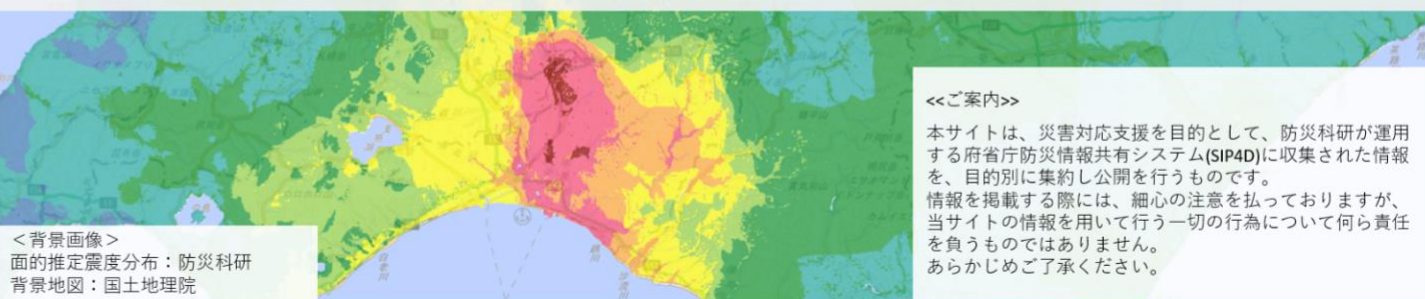 <<ご案内>>
本サイトは、災害対応支援を目的として、防災科研が運用
する府省庁防災情報共有システム(SIP4D)に収集された情報
を、目的別に集約し公開を行うものです。
情報を掲載する際には、細心の注意を払っておりますが、
当サイトの情報を用いて行う一切の行為について何ら責任
を負うものではありません。
あらかじめご了承ください。
＜背景画像＞
面的推定震度分布：防災科研
背景地図：国土地理院